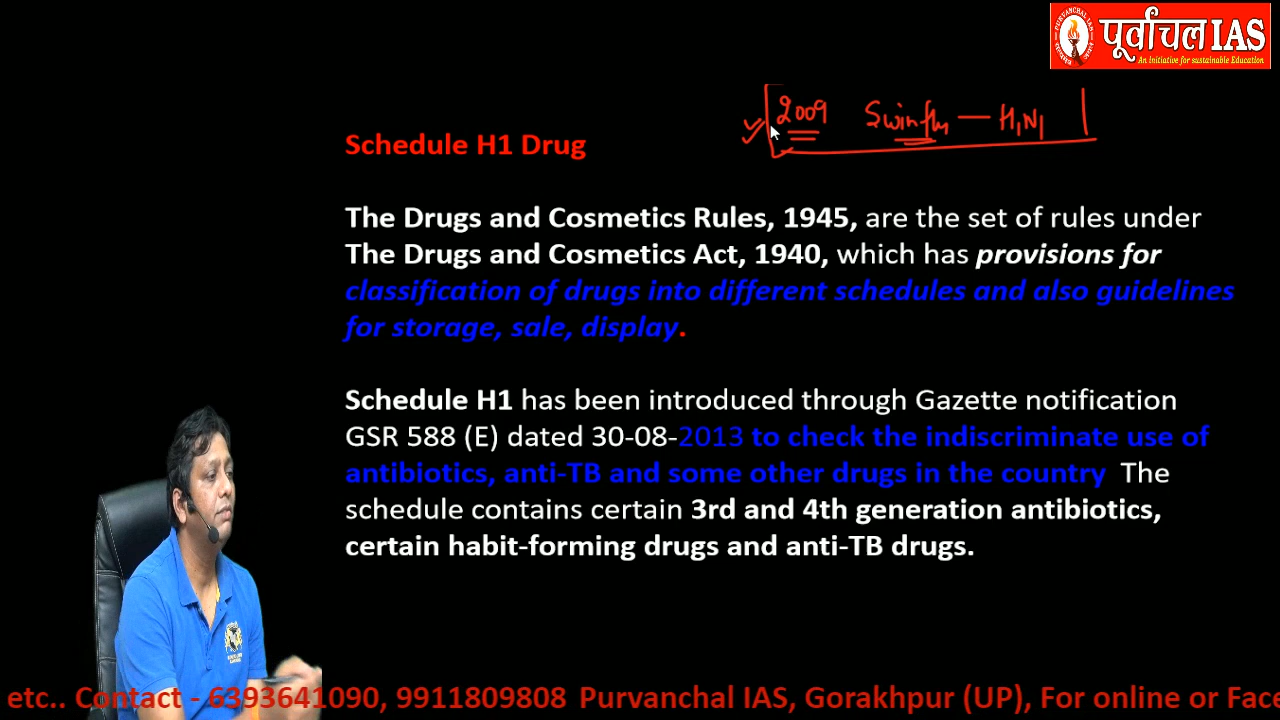 पूर्वांचल IAS
An initiative for sustainable Education
2009 Swinflu — H1N1
Schedule H1 Drug
The Drugs and Cosmetics Rules, 1945, are the set of rules under
The Drugs and Cosmetics Act, 1940, which has provisions for
classification of drugs into different schedules and also guidelines
for storage, sale, display.
Schedule H1 has been introduced through Gazette notification
GSR 588 (E) dated 30-08-2013 to check the indiscriminate use of
antibiotics, anti-TB and some other drugs in the country The
schedule contains certain 3rd and 4th generation antibiotics,
certain habit-forming drugs and anti-TB drugs.
etc.. Contact - 6393641090, 9911809808 Purvanchal IAS, Gorakhpur (UP), For online or Face